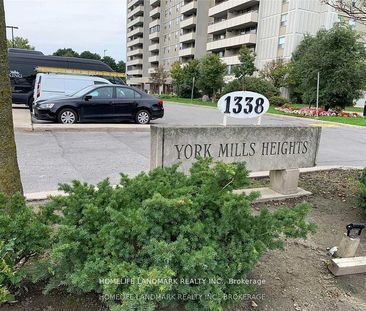 1338
YORK MILLS HEIGHTS
HOMELIFE LANDMARK REALTY INC., BROKERAGE
HOMELIFE LANDMARK REALTY INC., BROKERAGE